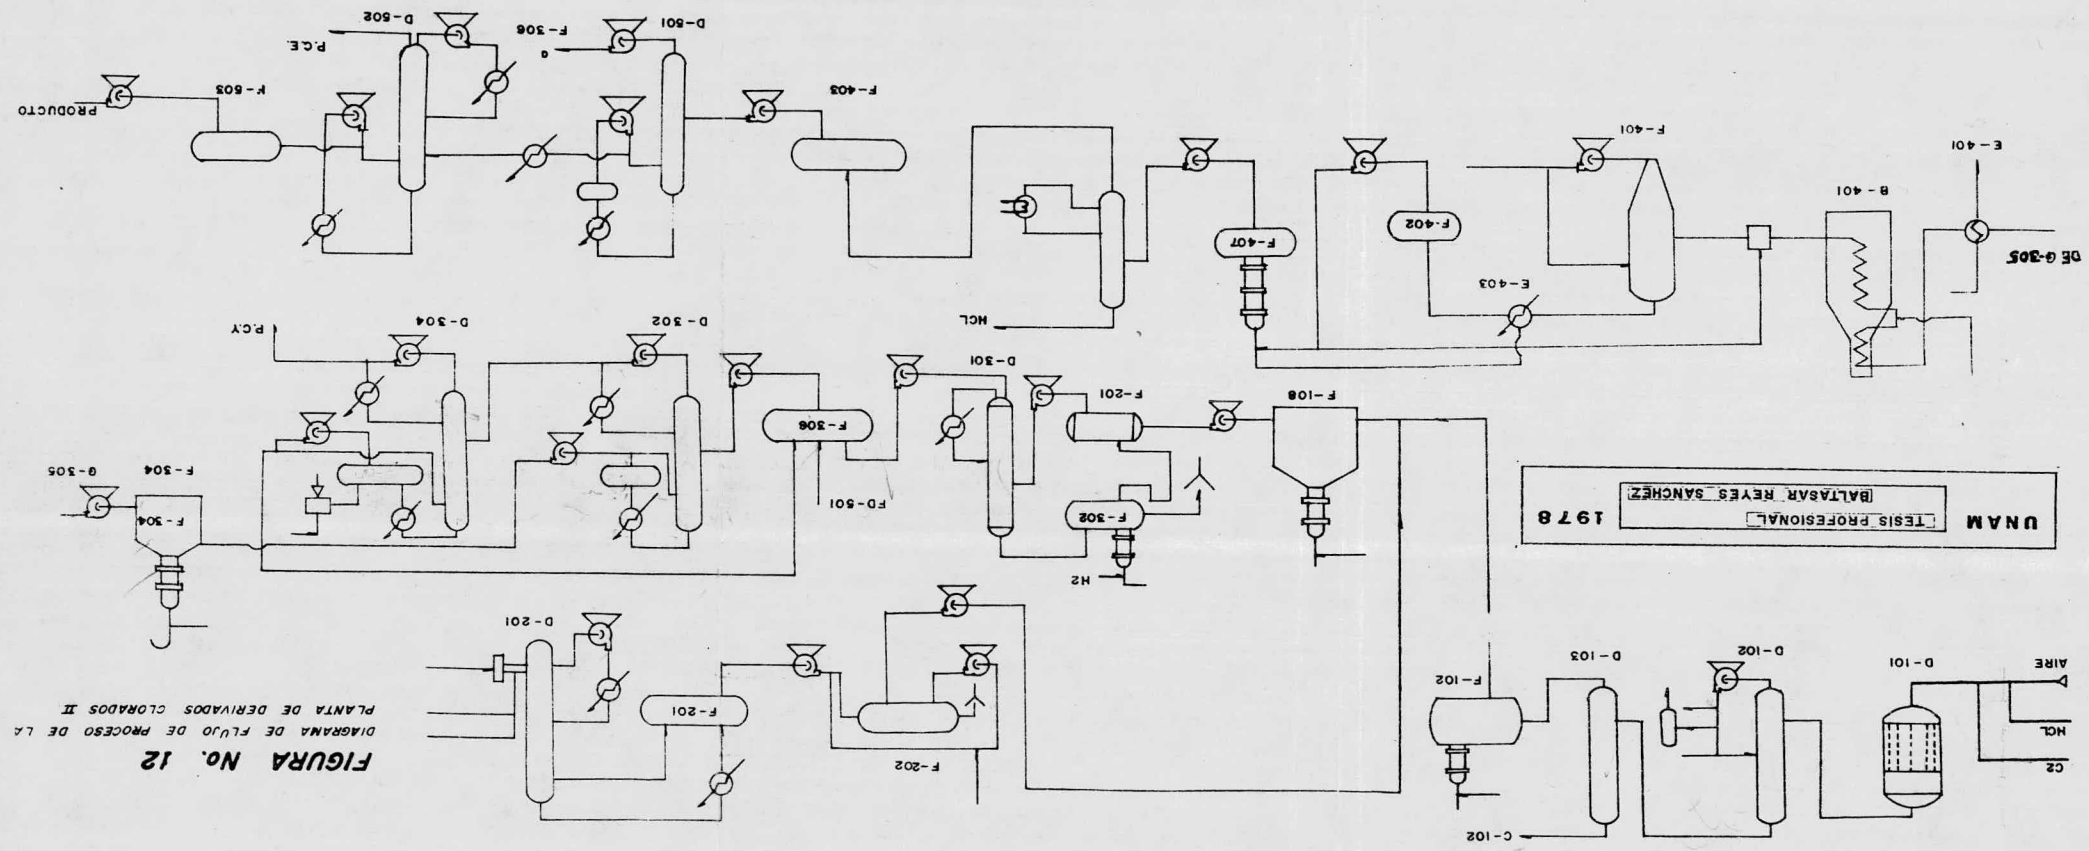 C-102
C2
HCL
AIRE
D-101
D-102
D-103
F-102
F-202
F-201
D-201
FIGURA No. 12
DIAGRAMA DE FLUJO DE PROCESO DE LA
PLANTA DE DERIVADOS CLORADOS II
UNAM
TESIS PROFESIONAL
BALTASAR REYES SANCHEZ
1978
F-108
H2
F-302
F-201
D-301
FD-501
F-306
D-302
D-304
P.C.Y
F-304
F-304
G-305
DE G-305
E-401
B-401
F-401
E-403
F-402
F-407
HCL
F-403
D-501
F-306
D-502
P.C.E.
F-503
PRODUCTO